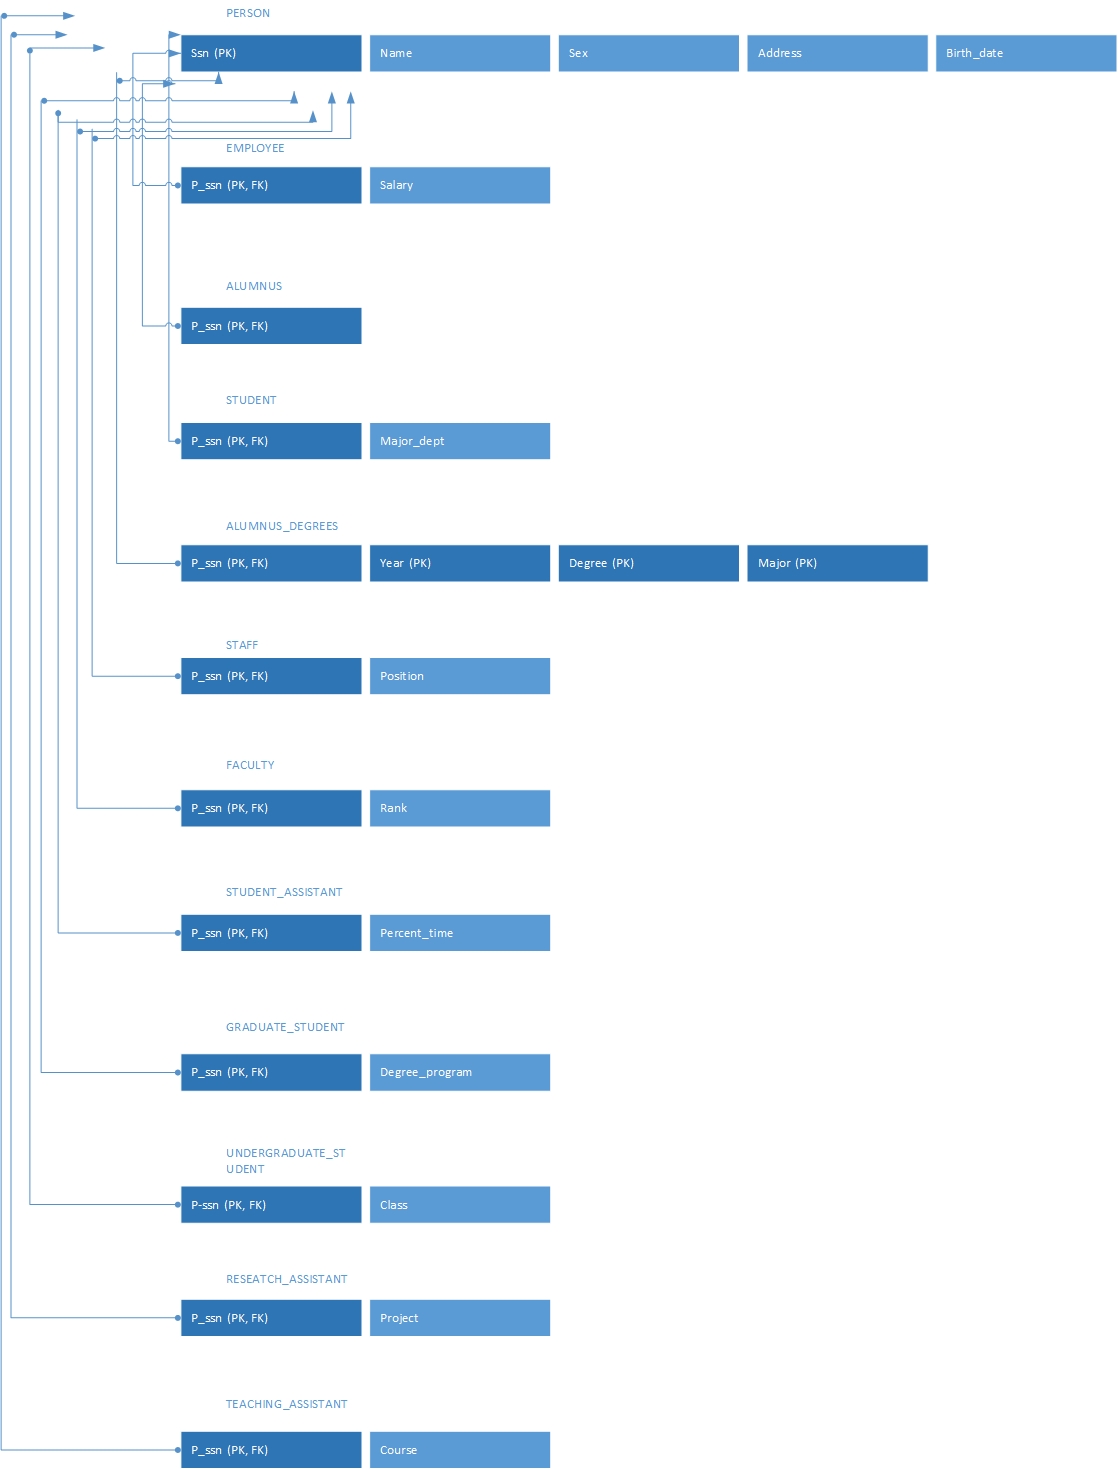 PERSON
Ssn (PK) Name Sex Address Birth_date
EMPLOYEE
P_ssn (PK, FK) Salary
ALUMNUS
P_ssn (PK, FK)
STUDENT
P_ssn (PK, FK) Major_dept
ALUMNUS_DEGREES
P_ssn (PK, FK) Year (PK) Degree (PK) Major (PK)
STAFF
P_ssn (PK, FK) Position
FACULTY
P_ssn (PK, FK) Rank
STUDENT_ASSISTANT
P_ssn (PK, FK) Percent_time
GRADUATE_STUDENT
P_ssn (PK, FK) Degree_program
UNDERGRADUATE_ST
UDENT
P-ssn (PK, FK) Class
RESEATCH_ASSISTANT
P_ssn (PK, FK) Project
TEACHING_ASSISTANT
P_ssn (PK, FK) Course